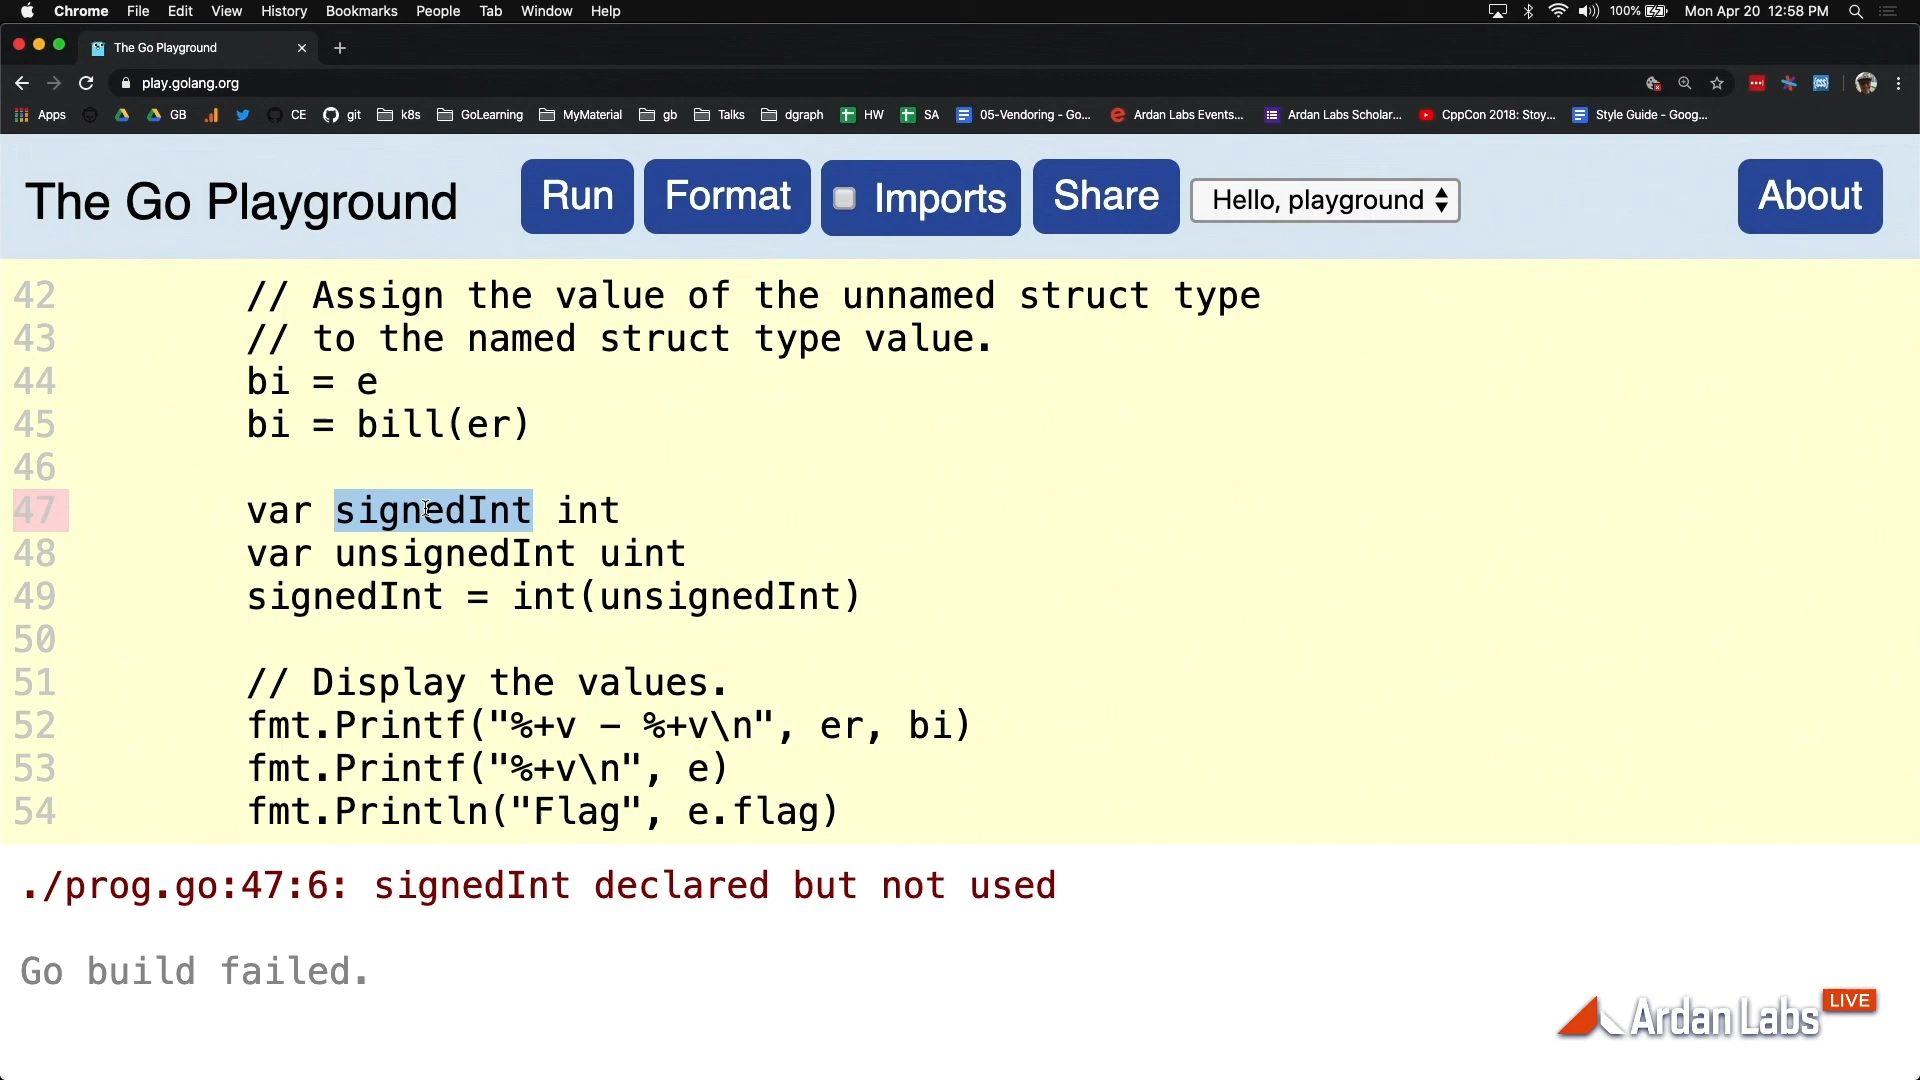 Chrome File Edit View History Bookmarks People Tab Window Help 100% Mon Apr 20 12:58 PM
The Go Playground
play.golang.org
Apps GB CE git k8s GoLearning MyMaterial gb Talks dgraph HW SA 05-Vendoring - Go... Ardan Labs Events... Ardan Labs Scholar... CppCon 2018: Stoy... Style Guide - Goog...
The Go Playground Run Format Imports Share Hello, playground About
42 // Assign the value of the unnamed struct type
43 // to the named struct type value.
44 bi = e
45 bi = bill(er)
46
47 var signedInt int
48 var unsignedInt uint
49 signedInt = int(unsignedInt)
50
51 // Display the values.
52 fmt.Printf("%+v - %+v\n", er, bi)
53 fmt.Printf("%+v\n", e)
54 fmt.Println("Flag", e.flag)
./prog.go:47:6: signedInt declared but not used
Go build failed.
Ardan Labs LIVE